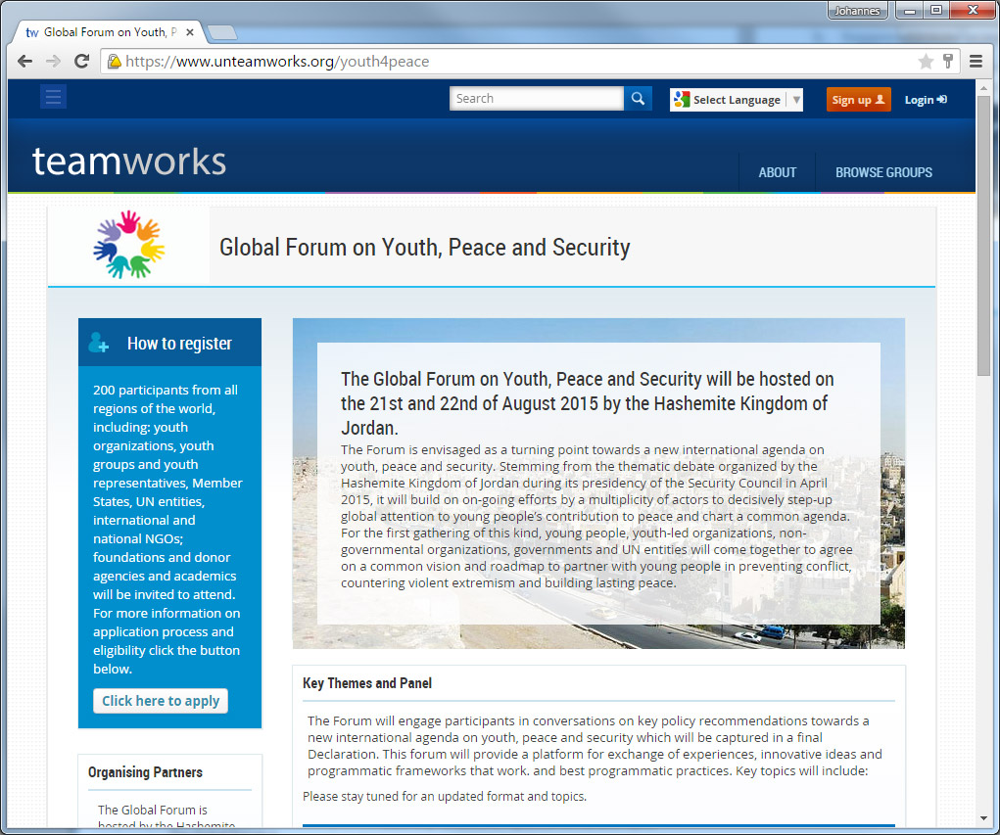 Johannes
tw Global Forum on Youth, P
https://www.unteamworks.org/youth4peace
Search
Select Language
Sign up
Login
teamworks
ABOUT
BROWSE GROUPS
Global Forum on Youth, Peace and Security
How to register
200 participants from all
regions of the world,
including: youth
organizations, youth
groups and youth
representatives, Member
States, UN entities,
international and
national NGOs;
foundations and donor
agencies and academics
will be invited to attend.
For more information on
application process and
eligibility click the button
below.
Click here to apply
Organising Partners
The Global Forum is
hosted by the Hashemite
The Global Forum on Youth, Peace and Security will be hosted on
the 21st and 22nd of August 2015 by the Hashemite Kingdom of
Jordan.
The Forum is envisaged as a turning point towards a new international agenda on
youth, peace and security. Stemming from the thematic debate organized by the
Hashemite Kingdom of Jordan during its presidency of the Security Council in April
2015, it will build on on-going efforts by a multiplicity of actors to decisively step-up
global attention to young people's contribution to peace and chart a common agenda.
For the first gathering of this kind, young people, youth-led organizations, non-
governmental organizations, governments and UN entities will come together to agree
on a common vision and roadmap to partner with young people in preventing conflict,
countering violent extremism and building lasting peace.
Key Themes and Panel
The Forum will engage participants in conversations on key policy recommendations towards a
new international agenda on youth, peace and security which will be captured in a final
Declaration. This forum will provide a platform for exchange of experiences, innovative ideas and
programmatic frameworks that work. and best programmatic practices. Key topics will include:
Please stay tuned for an updated format and topics.